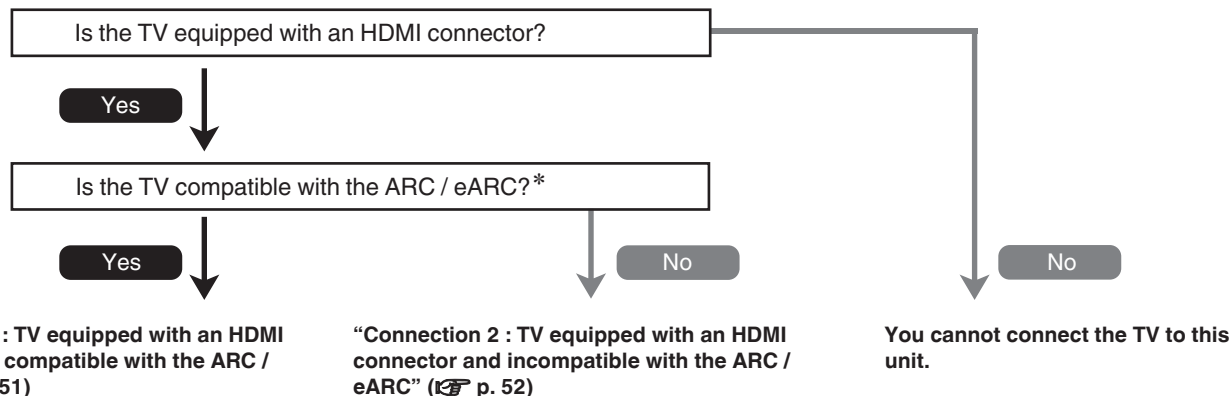 Is the TV equipped with an HDMI connector?
Yes
Is the TV compatible with the ARC / eARC?*
Yes
No
No
: TV equipped with an HDMI
compatible with the ARC /
51)
“Connection 2 : TV equipped with an HDMI
connector and incompatible with the ARC /
eARC” (☞ p. 52)
You cannot connect the TV to this
unit.